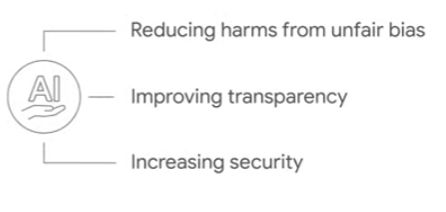 Reducing harms from unfair bias
AI
Improving transparency
Increasing security